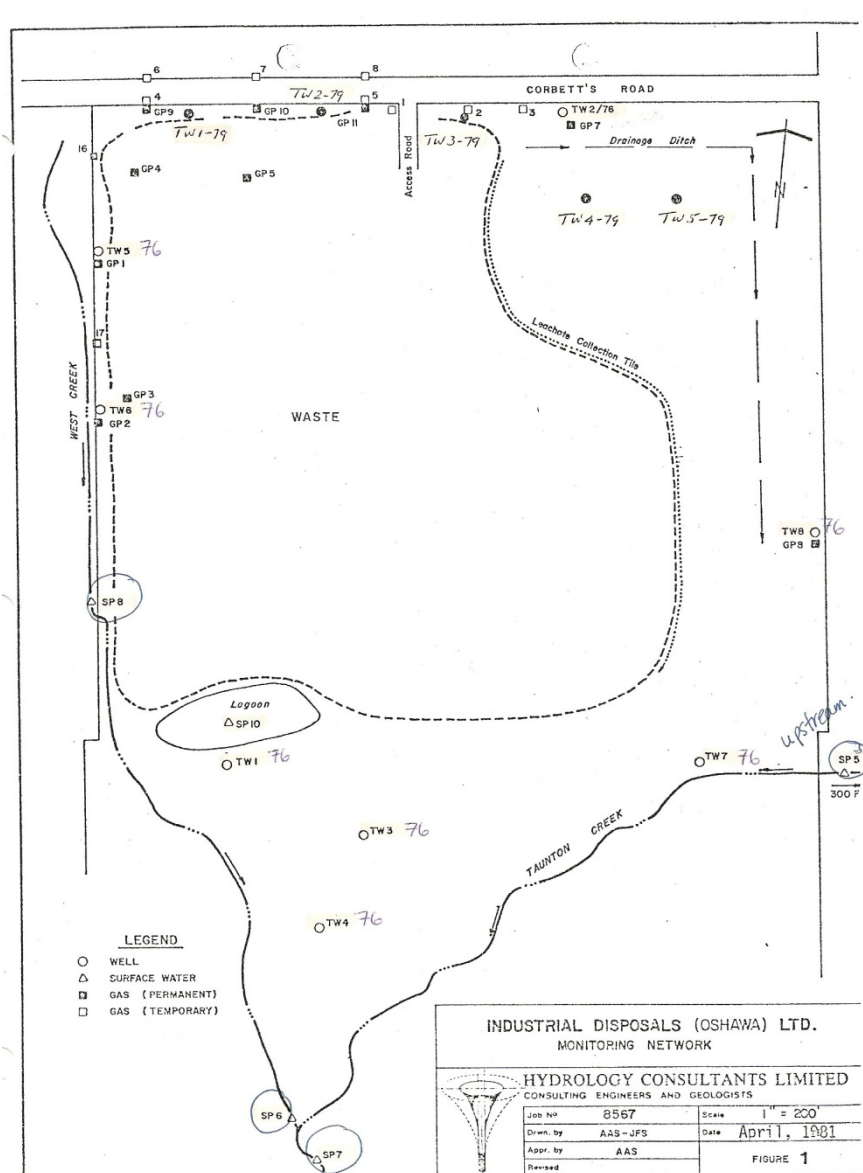 6
7
8
CORBETT'S ROAD
4
TW2-79
5
GP9
GP10
GP11
1
2
3
TW2/76
TW1-79
TW3-79
GP7
Drainage Ditch
16
GP4
GP5
Access Road
N
TW4-79
TW5-79
TW5 76
GP1
17
Leachate Collection Tile
WEST CREEK
GP3
TW6 76
GP2
WASTE
TW8 76
GP8
SP8
Lagoon
SP10
upstream.
TW1 76
TW7 76
SP5
300 F
TW3 76
TAUNTON CREEK
TW4 76
LEGEND
WELL
SURFACE WATER
GAS (PERMANENT)
GAS (TEMPORARY)
SP6
SP7
INDUSTRIAL DISPOSALS (OSHAWA) LTD.
MONITORING NETWORK
HYDROLOGY CONSULTANTS LIMITED
CONSULTING ENGINEERS AND GEOLOGISTS
Job Nº 8567 Scale 1" = 200'
Drwn. by AAS-JFS Date April, 1981
Appr. by AAS
FIGURE 1
Revised